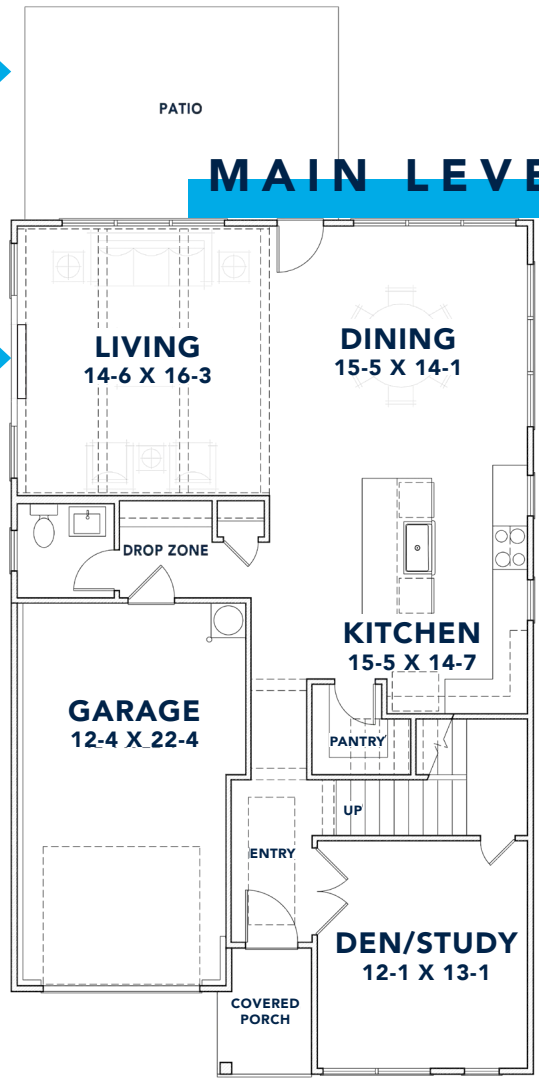 PATIO
MAIN LEVE
LIVING
14-6 X 16-3
DINING
15-5 X 14-1
DROP ZONE
KITCHEN
15-5 X 14-7
GARAGE
12-4 X 22-4
PANTRY
UP
ENTRY
DEN/STUDY
12-1 X 13-1
COVERED
PORCH